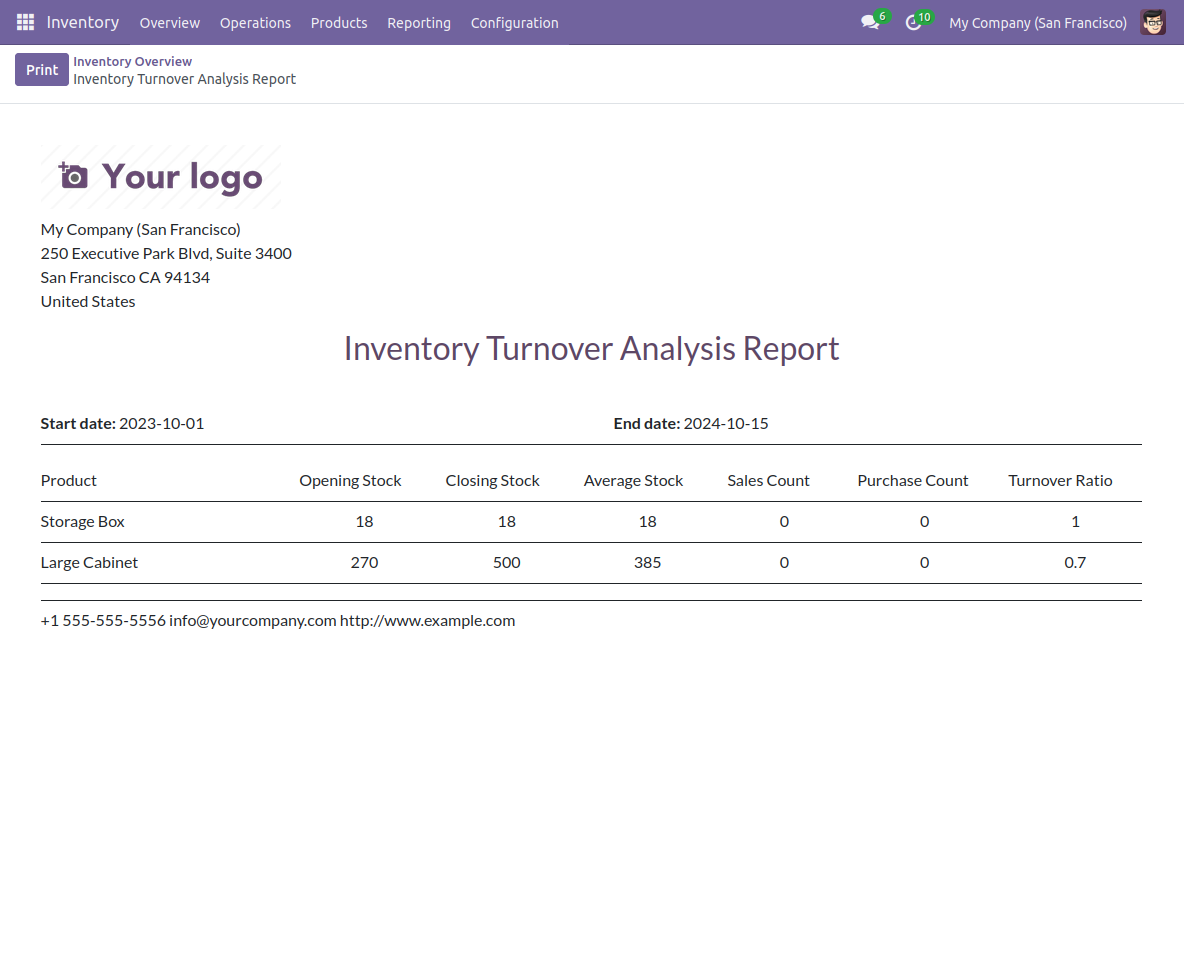 Inventory Overview Operations Products Reporting Configuration 6 10 My Company (San Francisco)
Print
Inventory Overview
Inventory Turnover Analysis Report
Your logo
My Company (San Francisco)
250 Executive Park Blvd, Suite 3400
San Francisco CA 94134
United States
Inventory Turnover Analysis Report
Start date: 2023-10-01 End date: 2024-10-15
Product Opening Stock Closing Stock Average Stock Sales Count Purchase Count Turnover Ratio
Storage Box 18 18 18 0 0 1
Large Cabinet 270 500 385 0 0 0.7
+1 555-555-5556 info@yourcompany.com http://www.example.com